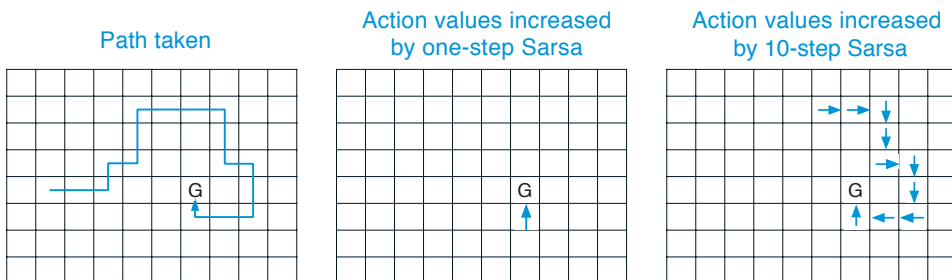 Path taken
Action values increased
by one-step Sarsa
Action values increased
by 10-step Sarsa
G
G
G